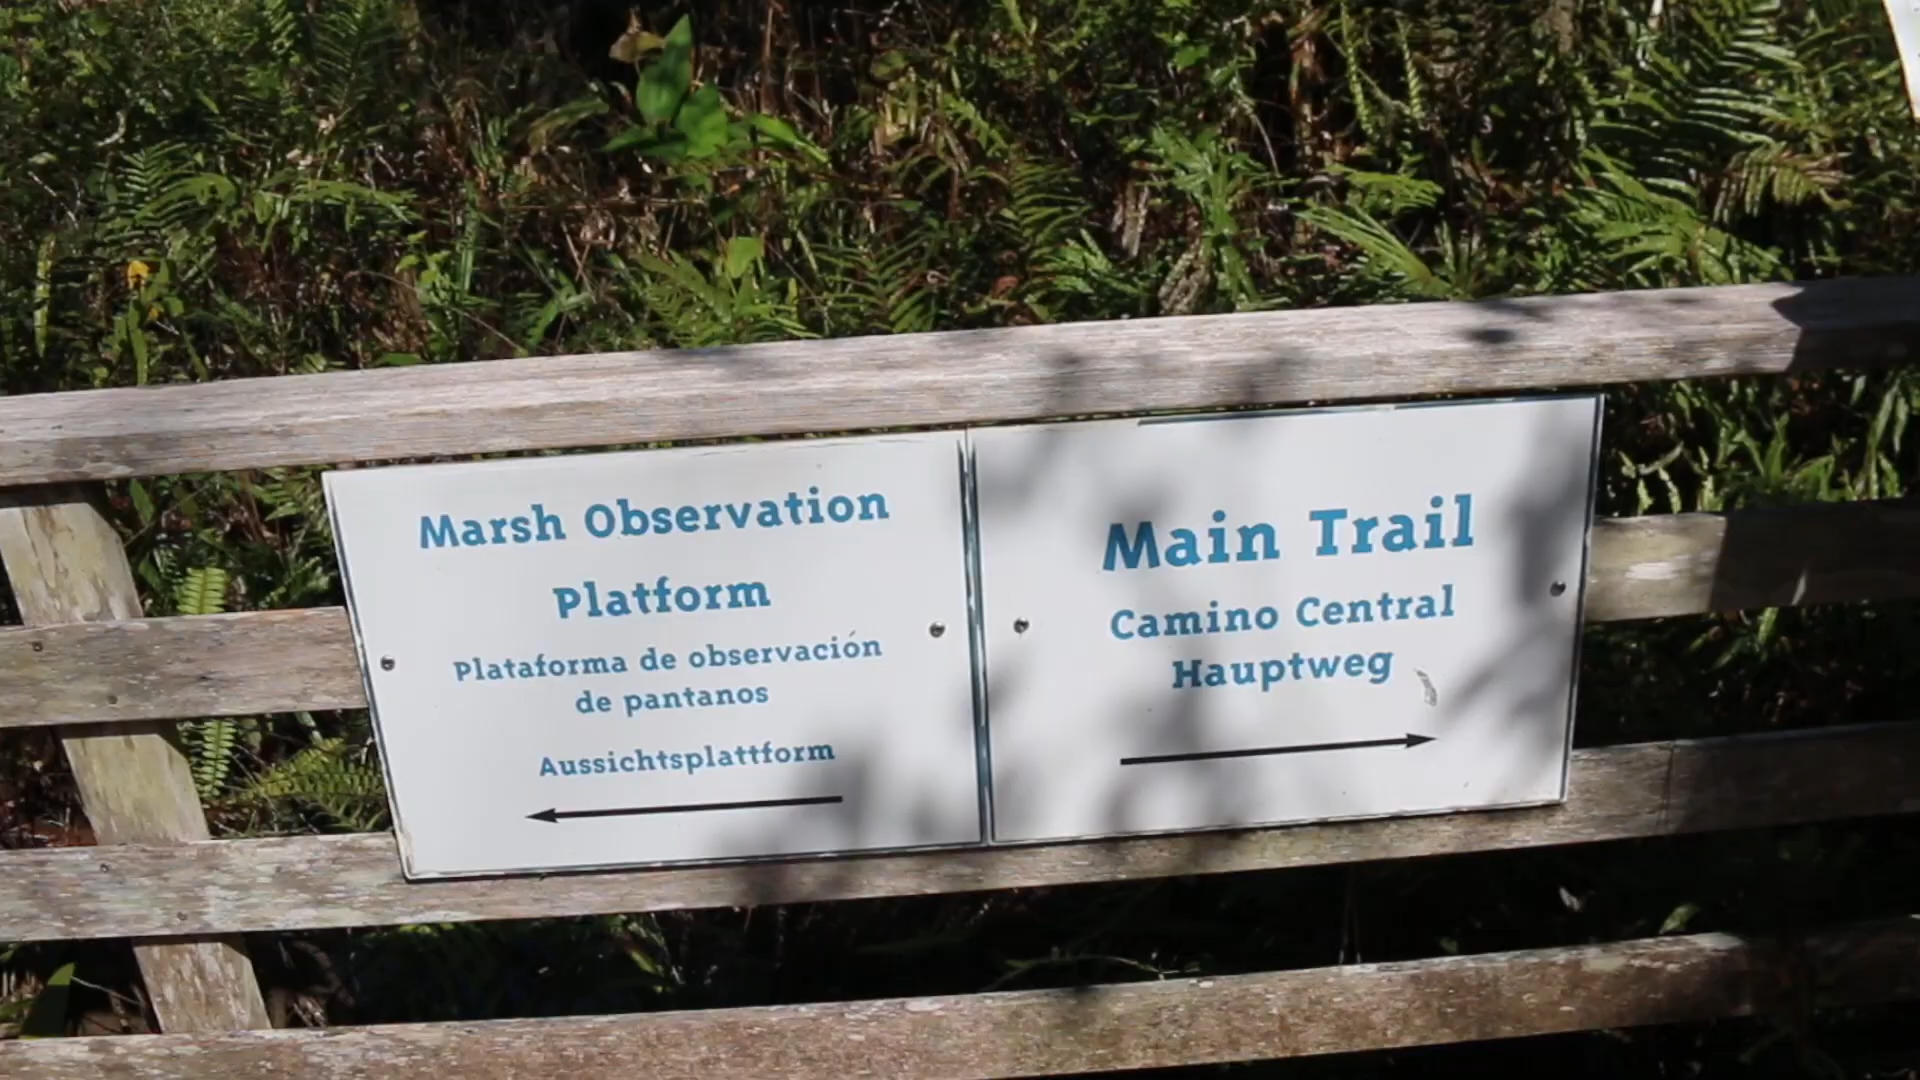 Marsh Observation
Platform
Plataforma de observación
de pantanos
Aussichtsplattform
Main Trail
Camino Central
Hauptweg